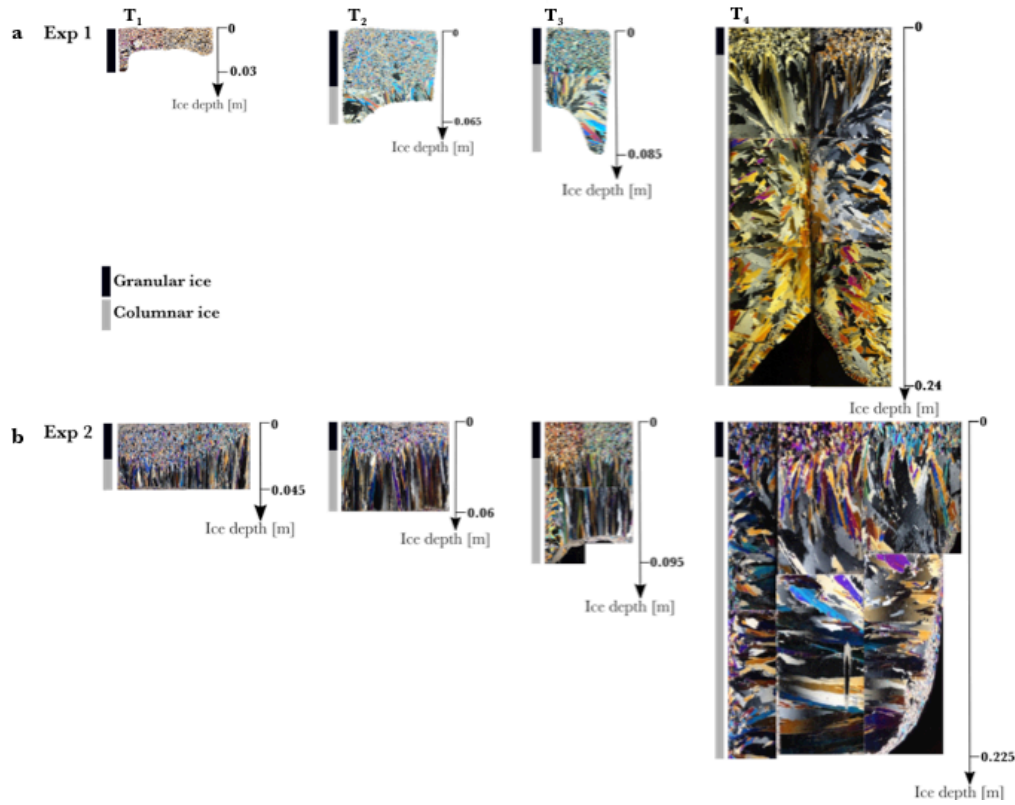 T1
T2
T3
T4
a Exp 1
0
0.03
Ice depth [m]
0
0.065
Ice depth [m]
0
0.085
Ice depth [m]
0
0.24
Ice depth [m]
Granular ice
Columnar ice
b Exp 2
0
0.045
Ice depth [m]
0
0.06
Ice depth [m]
0
0.095
Ice depth [m]
0
0.225
Ice depth [m]